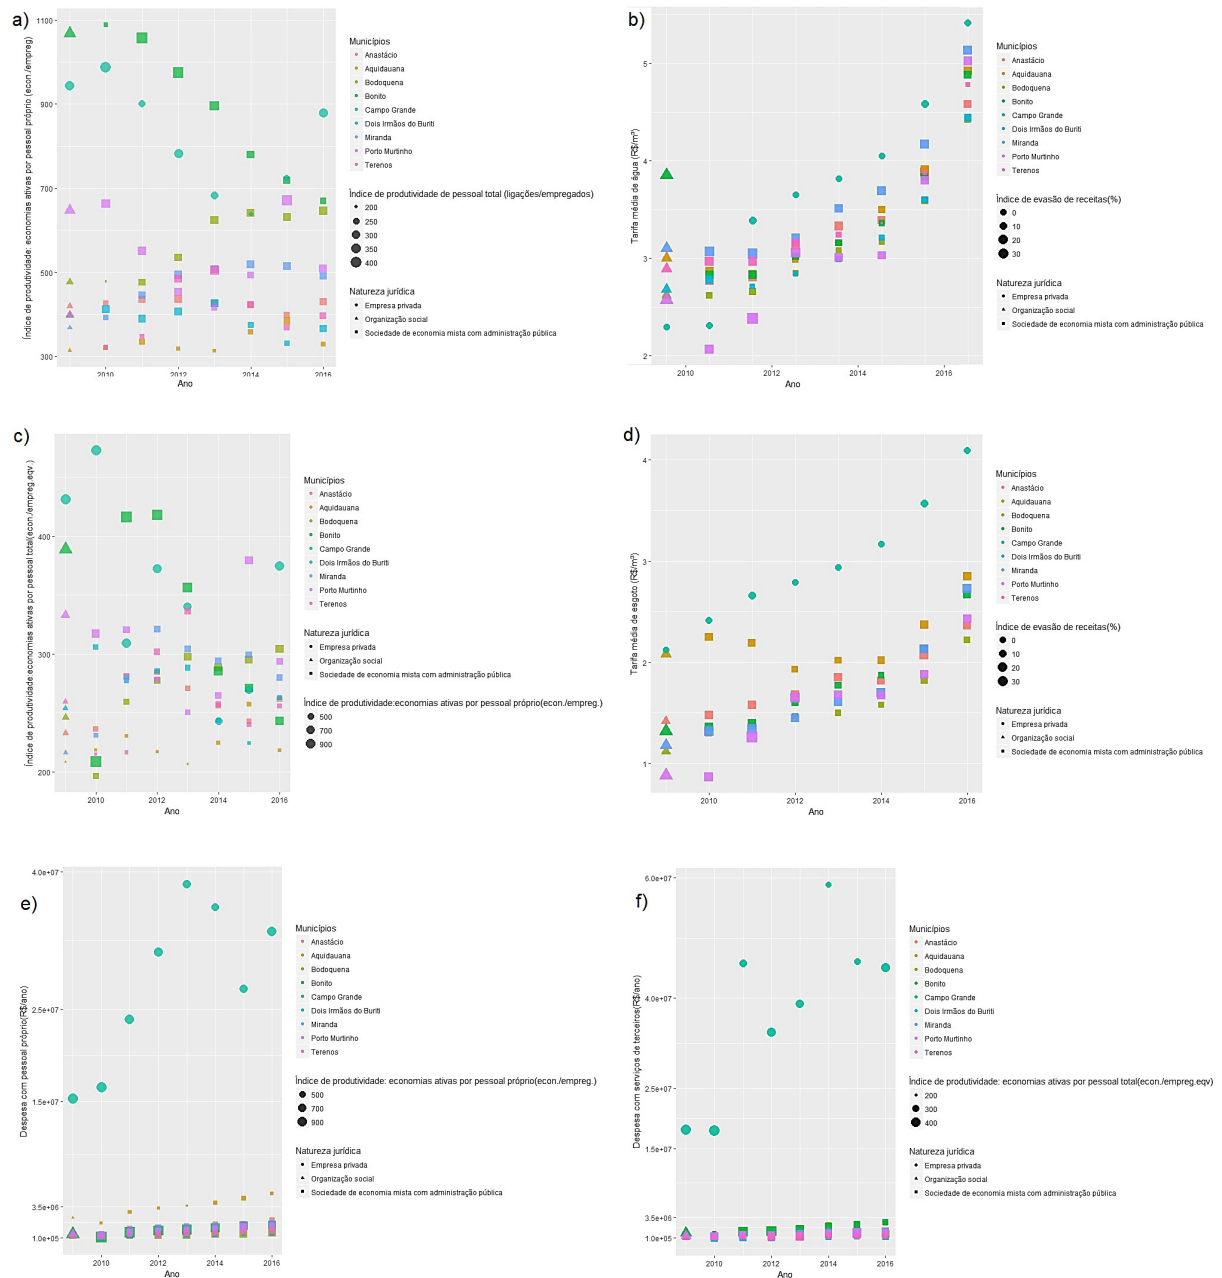 a)
Índice de produtividade: economias ativas por pessoal próprio (econ./empreg)
1100
900
700
500
300
2010
2012
2014
2016
Ano
Municípios
Anastácio
Aquidauana
Bodoquena
Bonito
Campo Grande
Dois Irmãos do Buriti
Miranda
Porto Murtinho
Terenos
Índice de produtividade de pessoal total (ligações/empregados)
200
250
300
350
400
Natureza jurídica
Empresa privada
Organização social
Sociedade de economia mista com administração pública
b)
Tarifa média de água (R$/m³)
5
4
3
2
2010
2012
2014
2016
Ano
Municípios
Anastácio
Aquidauana
Bodoquena
Bonito
Campo Grande
Dois Irmãos do Buriti
Miranda
Porto Murtinho
Terenos
Índice de evasão de receitas(%)
0
10
20
30
Natureza jurídica
Empresa privada
Organização social
Sociedade de economia mista com administração pública
c)
Índice de produtividade:economias ativas por pessoal total(econ./empreg.eqv.)
400
300
200
2010
2012
2014
2016
Ano
Municípios
Anastácio
Aquidauana
Bodoquena
Bonito
Campo Grande
Dois Irmãos do Buriti
Miranda
Porto Murtinho
Terenos
Natureza jurídica
Empresa privada
Organização social
Sociedade de economia mista com administração pública
Índice de produtividade:economias ativas por pessoal próprio(econ./empreg.)
500
700
900
d)
Tarifa média de esgoto (R$/m³)
4
3
2
1
2010
2012
2014
2016
Ano
Municípios
Anastácio
Aquidauana
Bodoquena
Bonito
Campo Grande
Dois Irmãos do Buriti
Miranda
Porto Murtinho
Terenos
Índice de evasão de receitas(%)
0
10
20
30
Natureza jurídica
Empresa privada
Organização social
Sociedade de economia mista com administração pública
e)
Despesa com pessoal próprio(R$/ano)
4.0e+07
2.5e+07
1.5e+07
3.5e+06
1.0e+05
2010
2012
2014
2016
Ano
Municípios
Anastácio
Aquidauana
Bodoquena
Bonito
Campo Grande
Dois Irmãos do Buriti
Miranda
Porto Murtinho
Terenos
Índice de produtividade: economias ativas por pessoal próprio(econ./empreg.)
500
700
900
Natureza jurídica
Empresa privada
Organização social
Sociedade de economia mista com administração pública
f)
Despesa com serviços de terceiros(R$/ano)
6.0e+07
4.0e+07
2.5e+07
1.5e+07
3.5e+06
1.0e+05
2010
2012
2014
2016
Ano
Municípios
Anastácio
Aquidauana
Bodoquena
Bonito
Campo Grande
Dois Irmãos do Buriti
Miranda
Porto Murtinho
Terenos
Índice de produtividade: economias ativas por pessoal total(econ./empreg.eqv)
200
300
400
Natureza jurídica
Empresa privada
Organização social
Sociedade de economia mista com administração pública